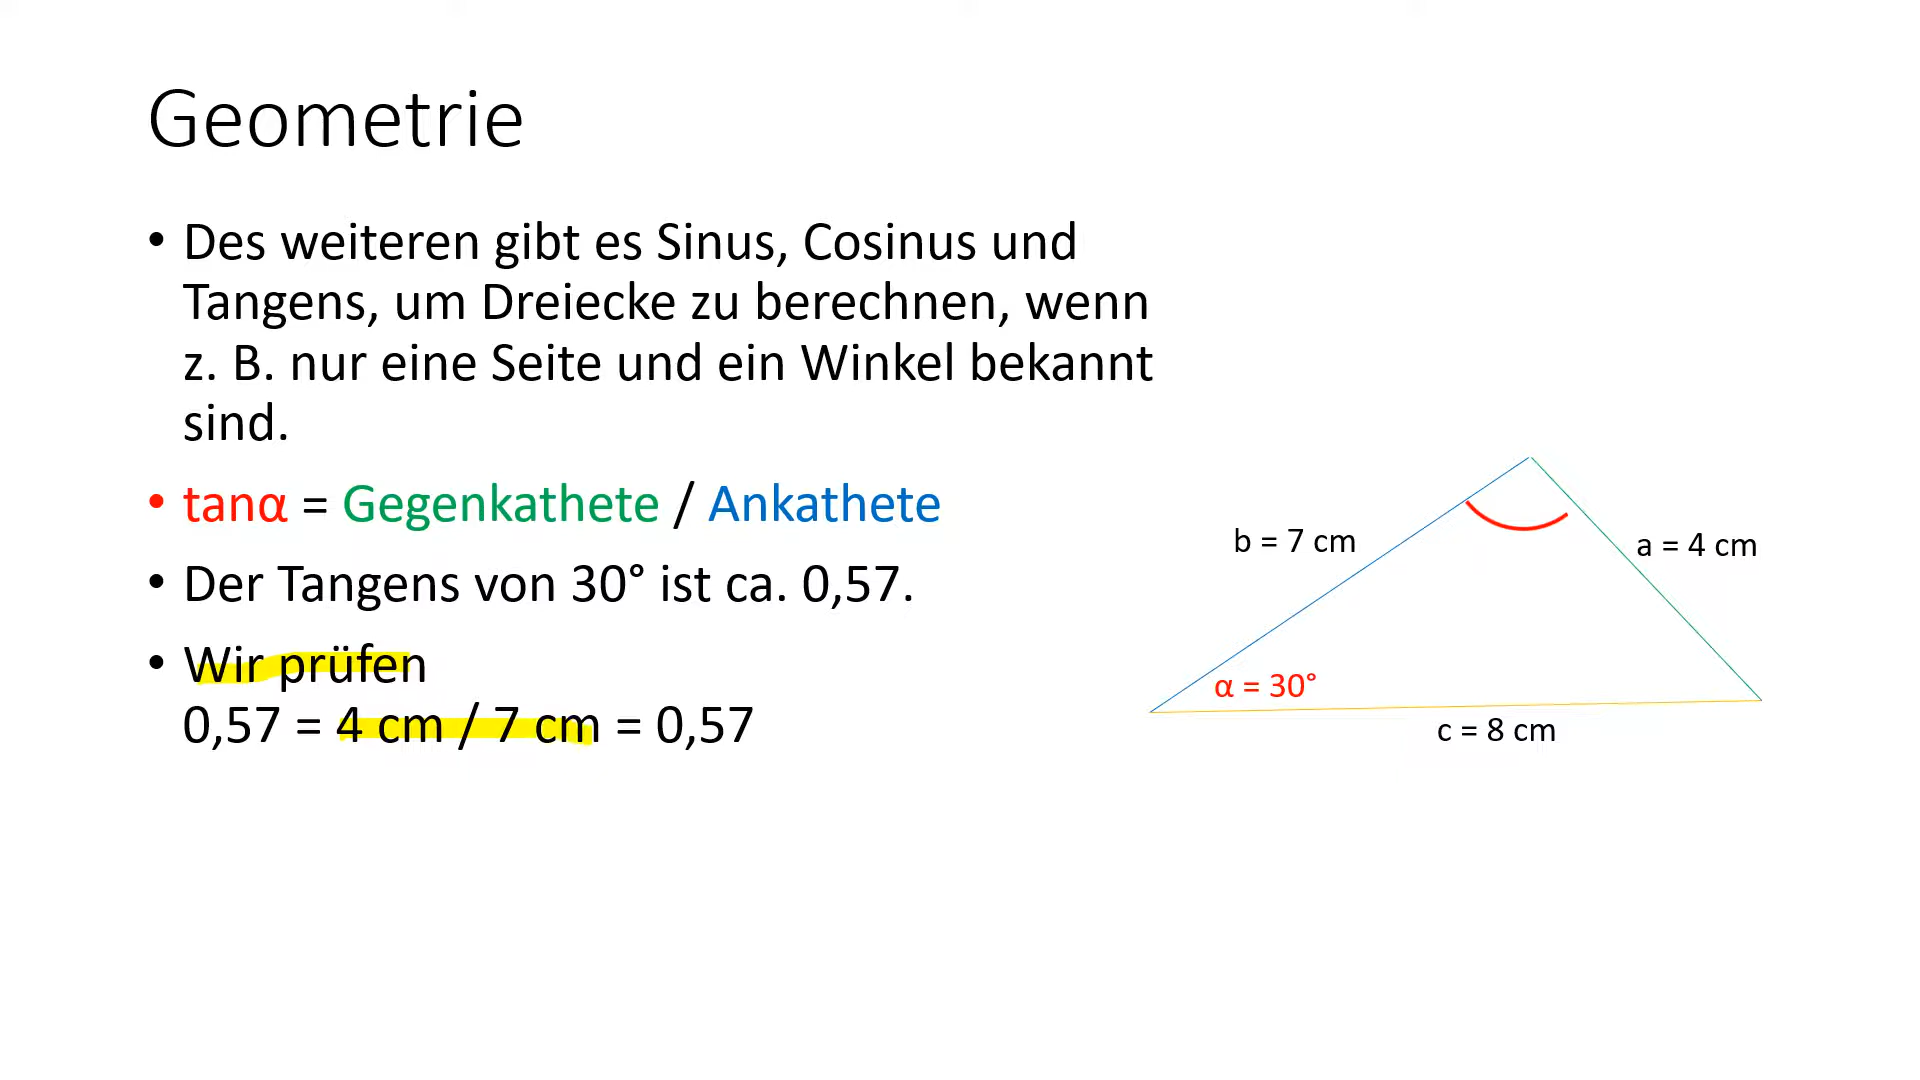 Geometrie
• Des weiteren gibt es Sinus, Cosinus und
Tangens, um Dreiecke zu berechnen, wenn
z. B. nur eine Seite und ein Winkel bekannt
sind.
• tanα = Gegenkathete / Ankathete
• Der Tangens von 30° ist ca. 0,57.
• Wir prüfen
0,57 = 4 cm / 7 cm = 0,57
b = 7 cm
a = 4 cm
α = 30°
c = 8 cm